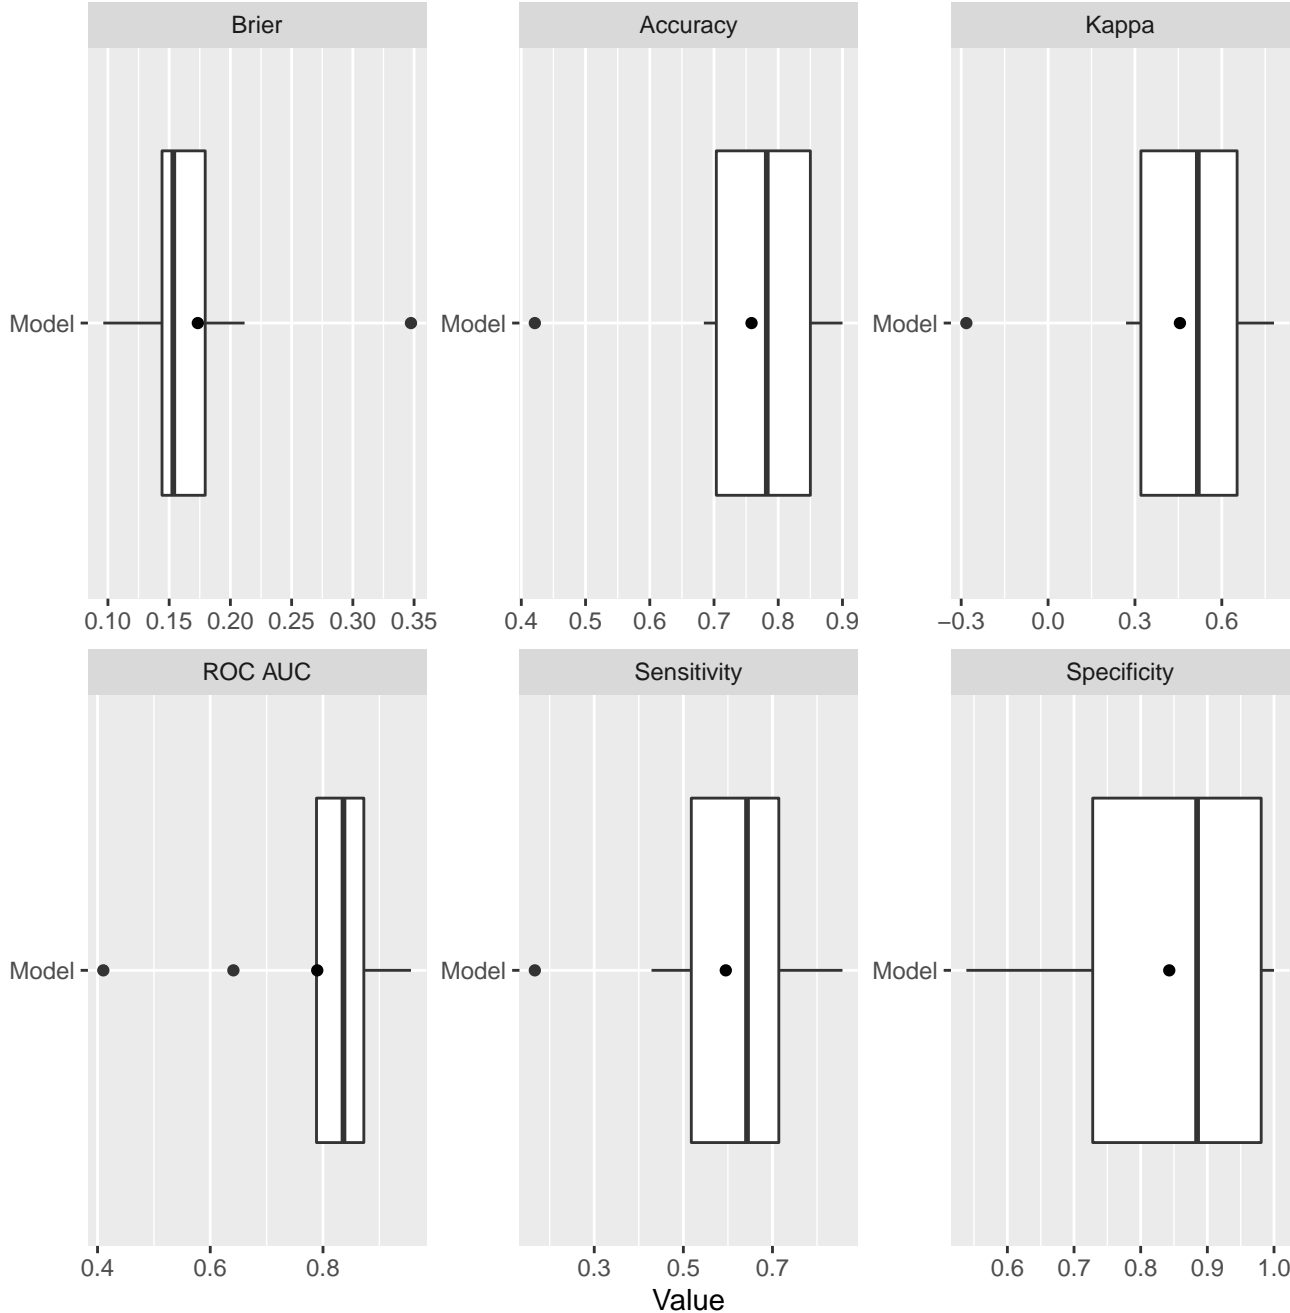 Brier Accuracy Kappa
Model Model Model
0.10 0.15 0.20 0.25 0.30 0.35 0.4 0.5 0.6 0.7 0.8 0.9 −0.3 0.0 0.3 0.6
ROC AUC Sensitivity Specificity
Model Model Model
0.4 0.6 0.8 0.3 0.5 0.7 0.6 0.7 0.8 0.9 1.0
Value